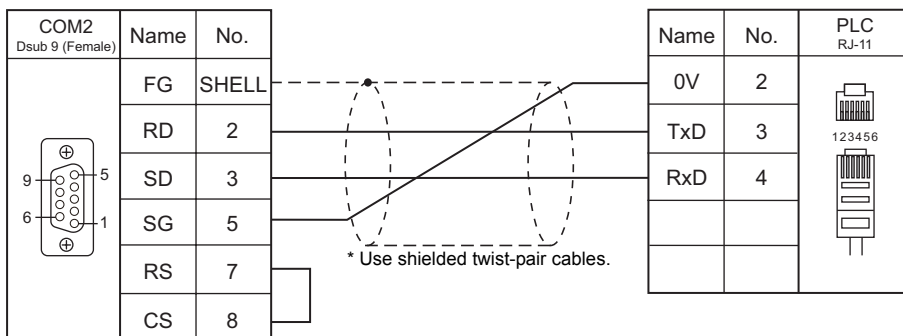 COM2
Dsub 9 (Female)
Name No.
FG SHELL
RD 2
SD 3
SG 5
RS 7
CS 8
9 5
6 1
* Use shielded twist-pair cables.
Name No.
PLC
RJ-11
0V 2
TxD 3
RxD 4
123456